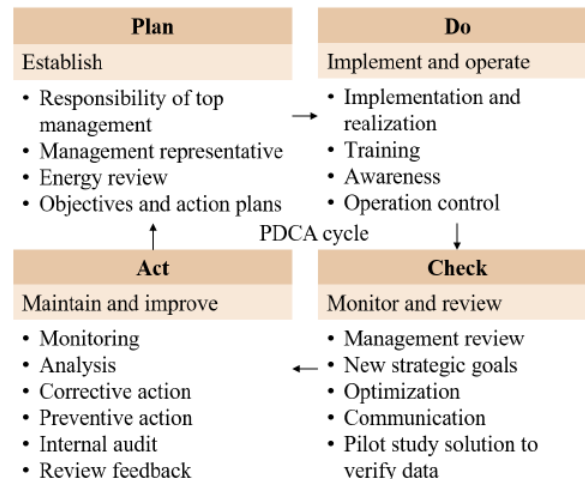 Plan
Establish
• Responsibility of top
management
• Management representative
• Energy review
• Objectives and action plans
Do
Implement and operate
• Implementation and
realization
• Training
• Awareness
• Operation control
PDCA cycle
Act
Maintain and improve
• Monitoring
• Analysis
• Corrective action
• Preventive action
• Internal audit
• Review feedback
Check
Monitor and review
• Management review
• New strategic goals
• Optimization
• Communication
• Pilot study solution to
verify data